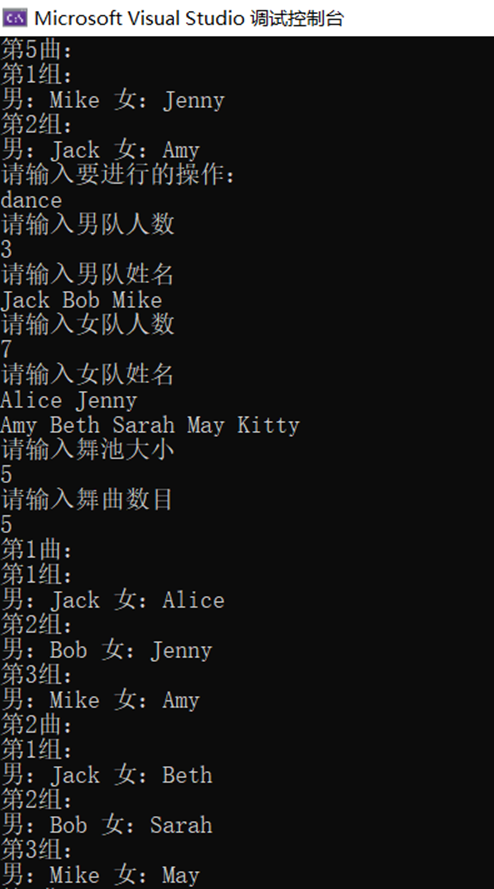 Microsoft Visual Studio 调试控制台
第5曲:
第1组:
男: Mike 女: Jenny
第2组:
男: Jack 女: Amy
请输入要进行的操作:
dance
请输入男队人数
3
请输入男队姓名
Jack Bob Mike
请输入女队人数
7
请输入女队姓名
Alice Jenny
Amy Beth Sarah May Kitty
请输入舞池大小
5
请输入舞曲数目
5
第1曲:
第1组:
男: Jack 女: Alice
第2组:
男: Bob 女: Jenny
第3组:
男: Mike 女: Amy
第2曲:
第1组:
男: Jack 女: Beth
第2组:
男: Bob 女: Sarah
第3组:
男: Mike 女: May